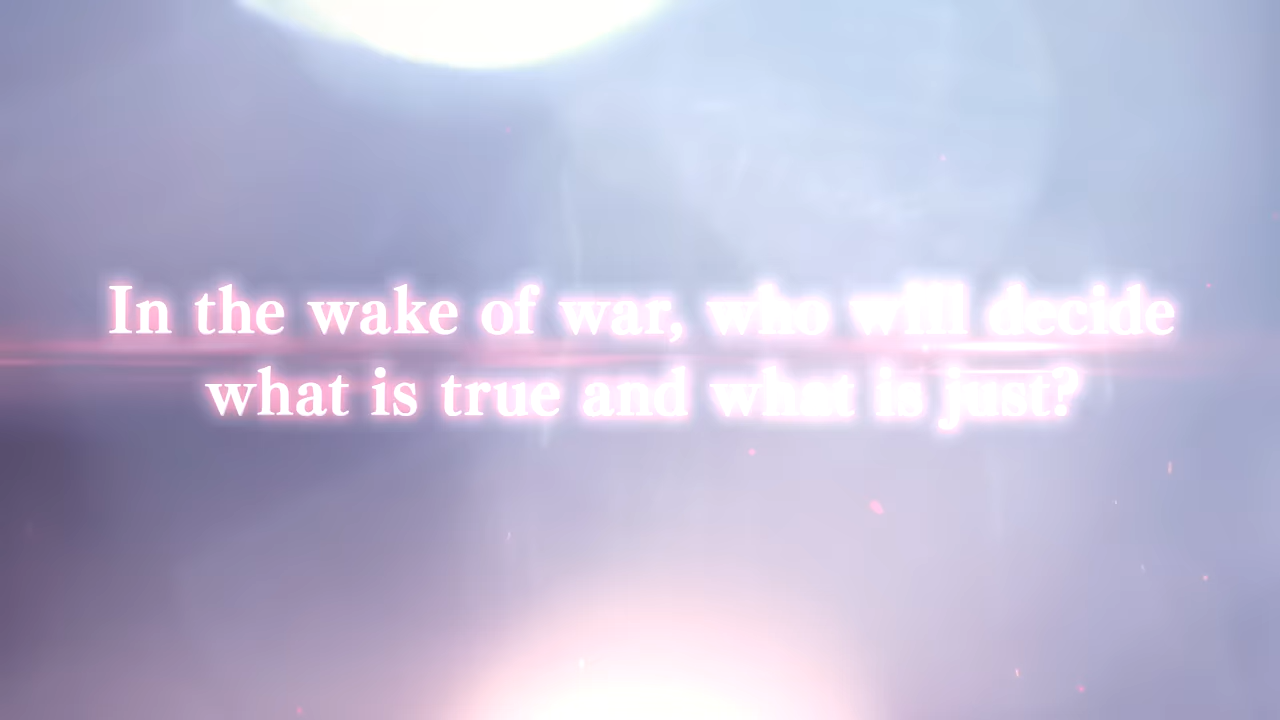 In the wake of war, who will decide
what is true and what is just?